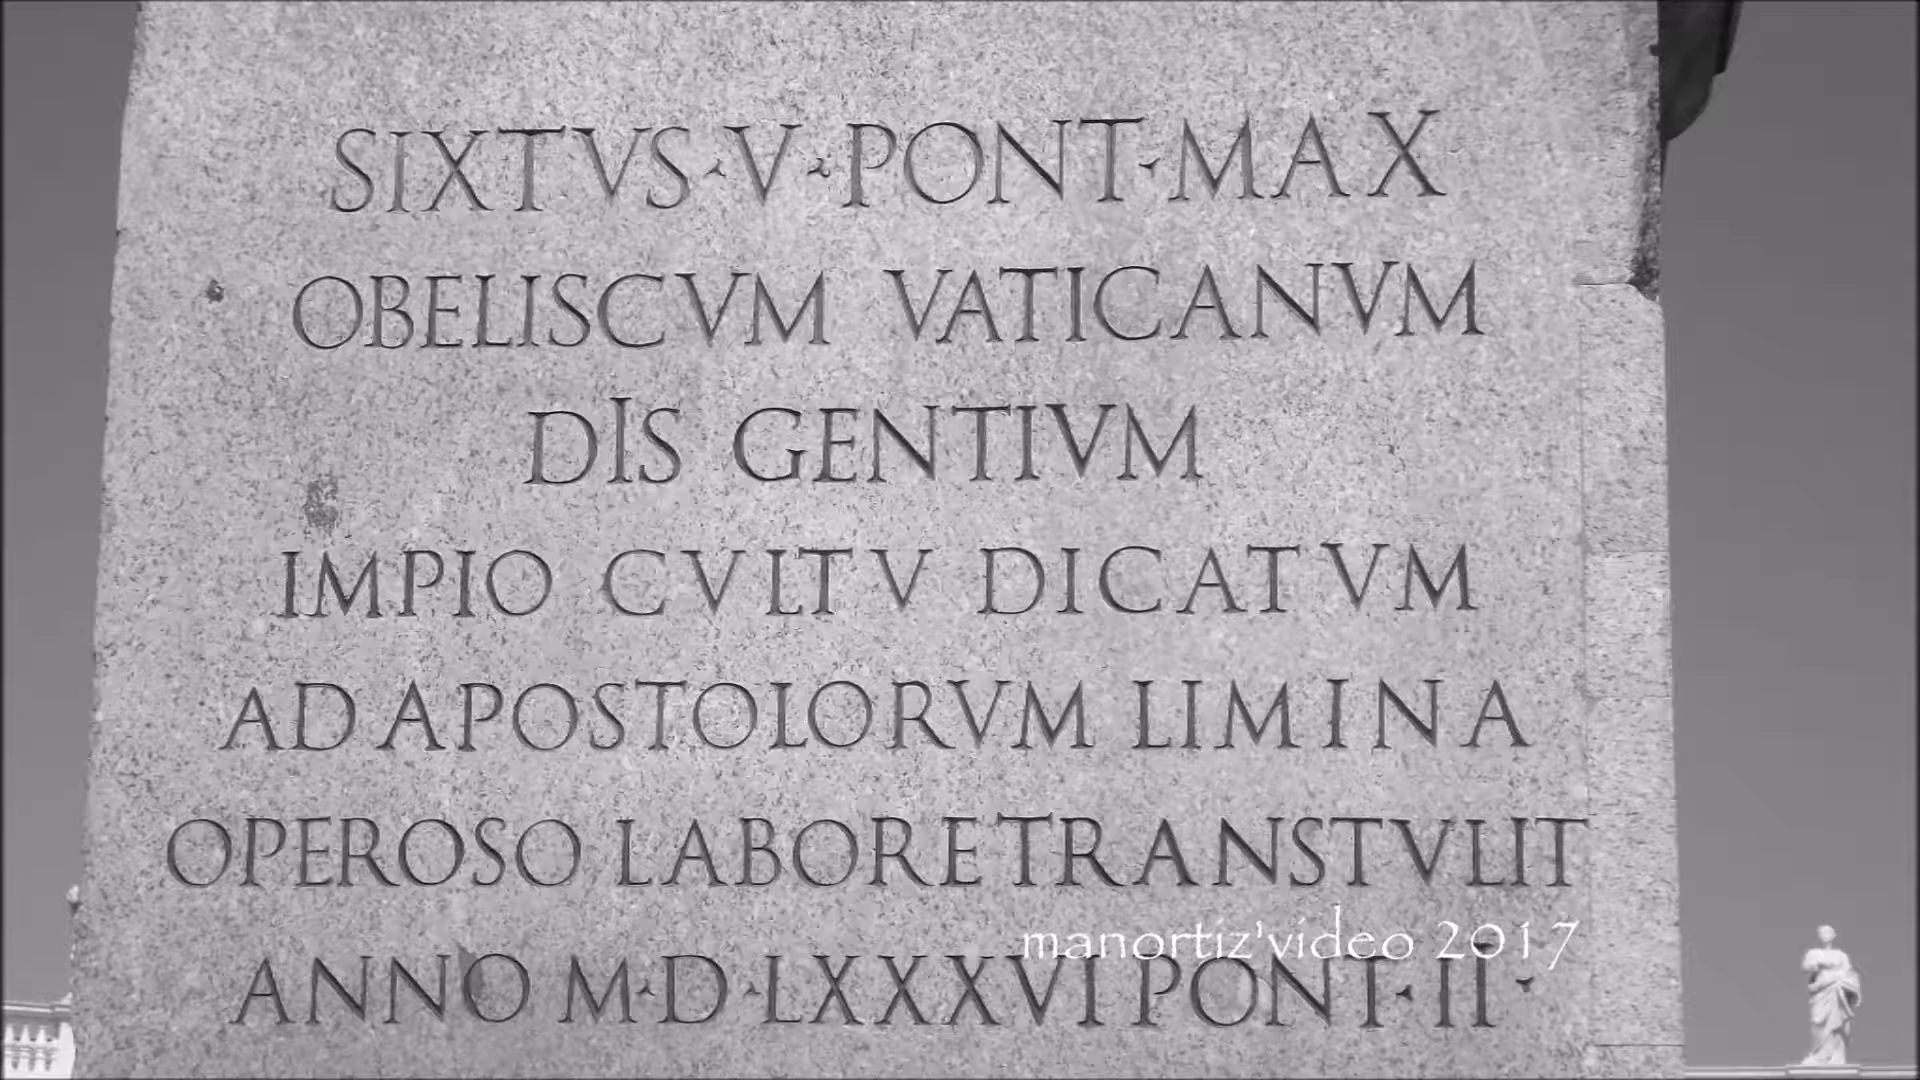 SIXTVS·V·PONT·MAX
OBELISCVM VATICANVM
DIS GENTIVM
IMPIO CVLTV DICATVM
AD APOSTOLORVM LIMINA
OPEROSO LABORE TRANSTVLIT
manortiz'video 2017
ANNO M·D·LXXXVI PONT·II·